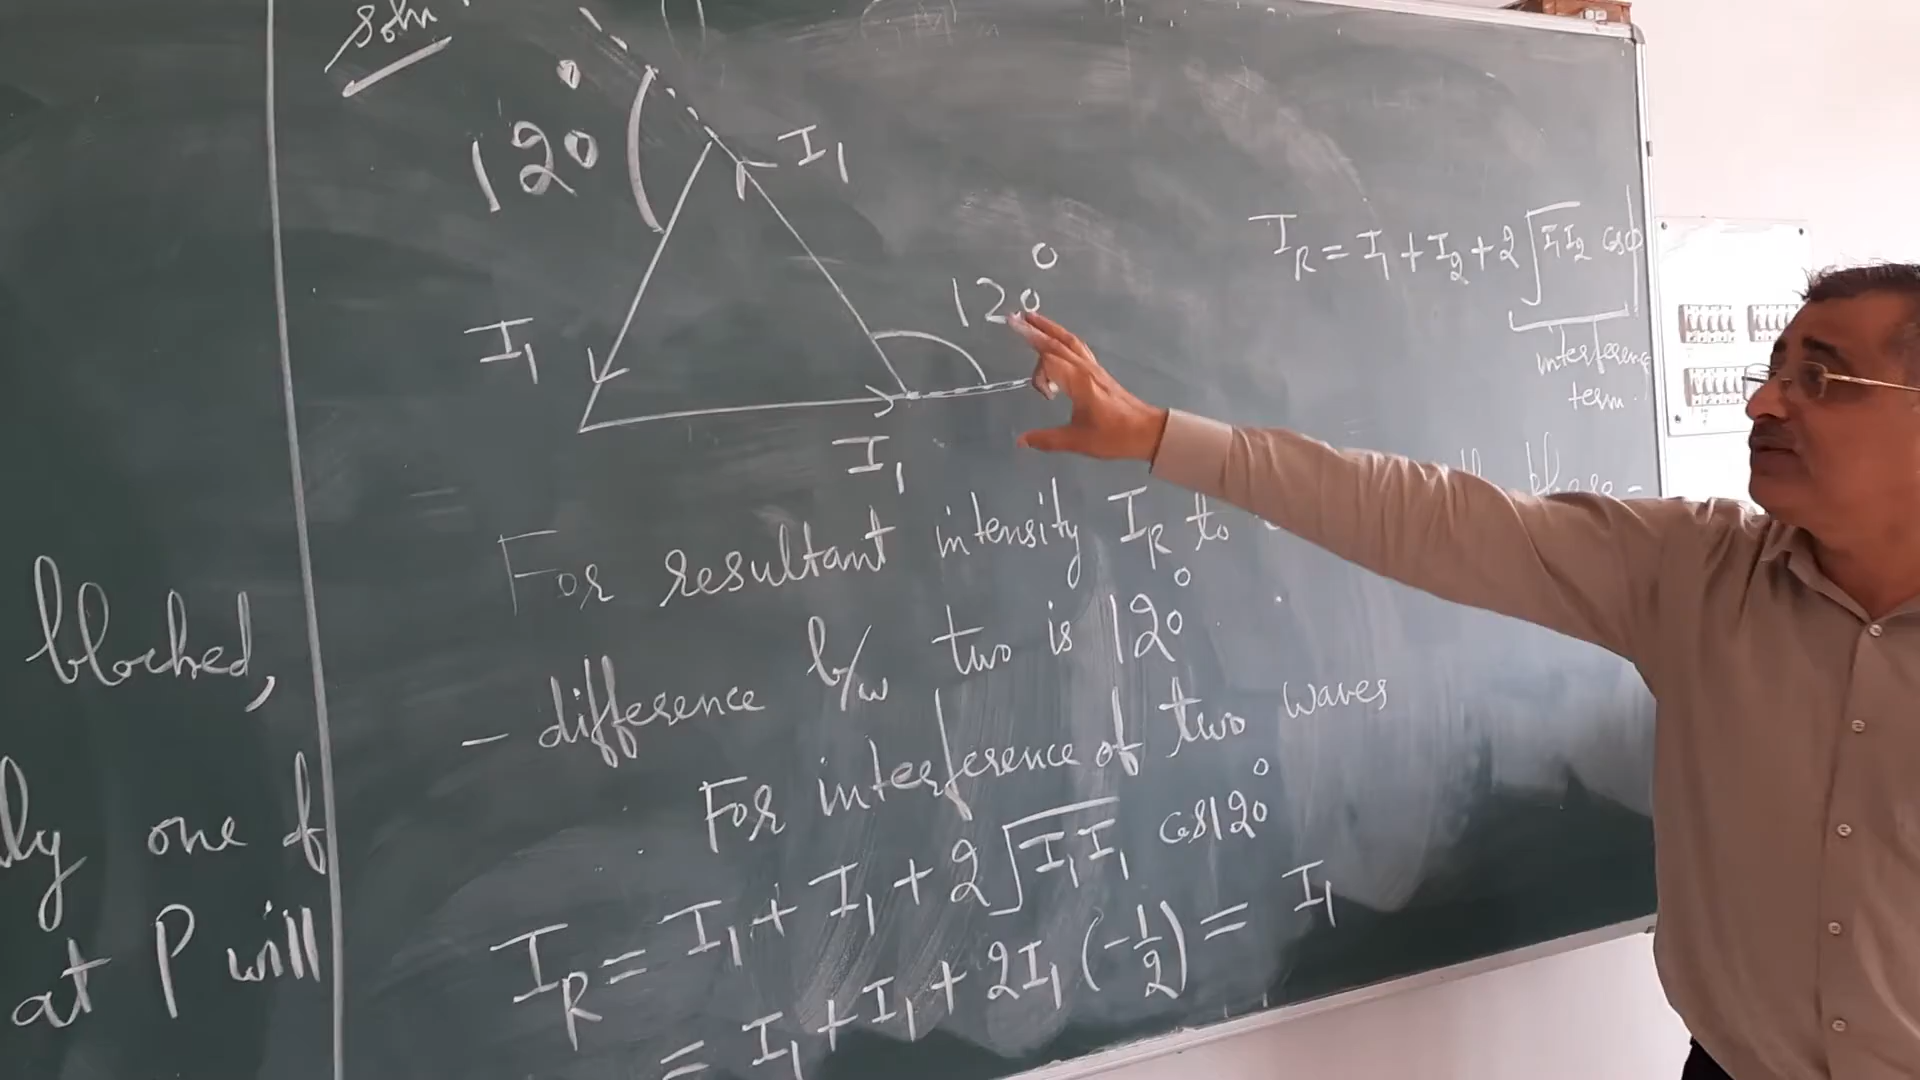 Soln
120°
I₁
120°
I₁
I₁
I_R = I₁ + I₂ + 2√I₁I₂ cosϕ
interference
term.
For resultant intensity I_R to
phase -
- difference b/w two is 120°.
For interference of two waves
I_R = I₁ + I₁ + 2√I₁I₁ cos120°
= I₁ + I₁ + 2I₁ (-1/2) = I₁
blocked,
one of
at P will